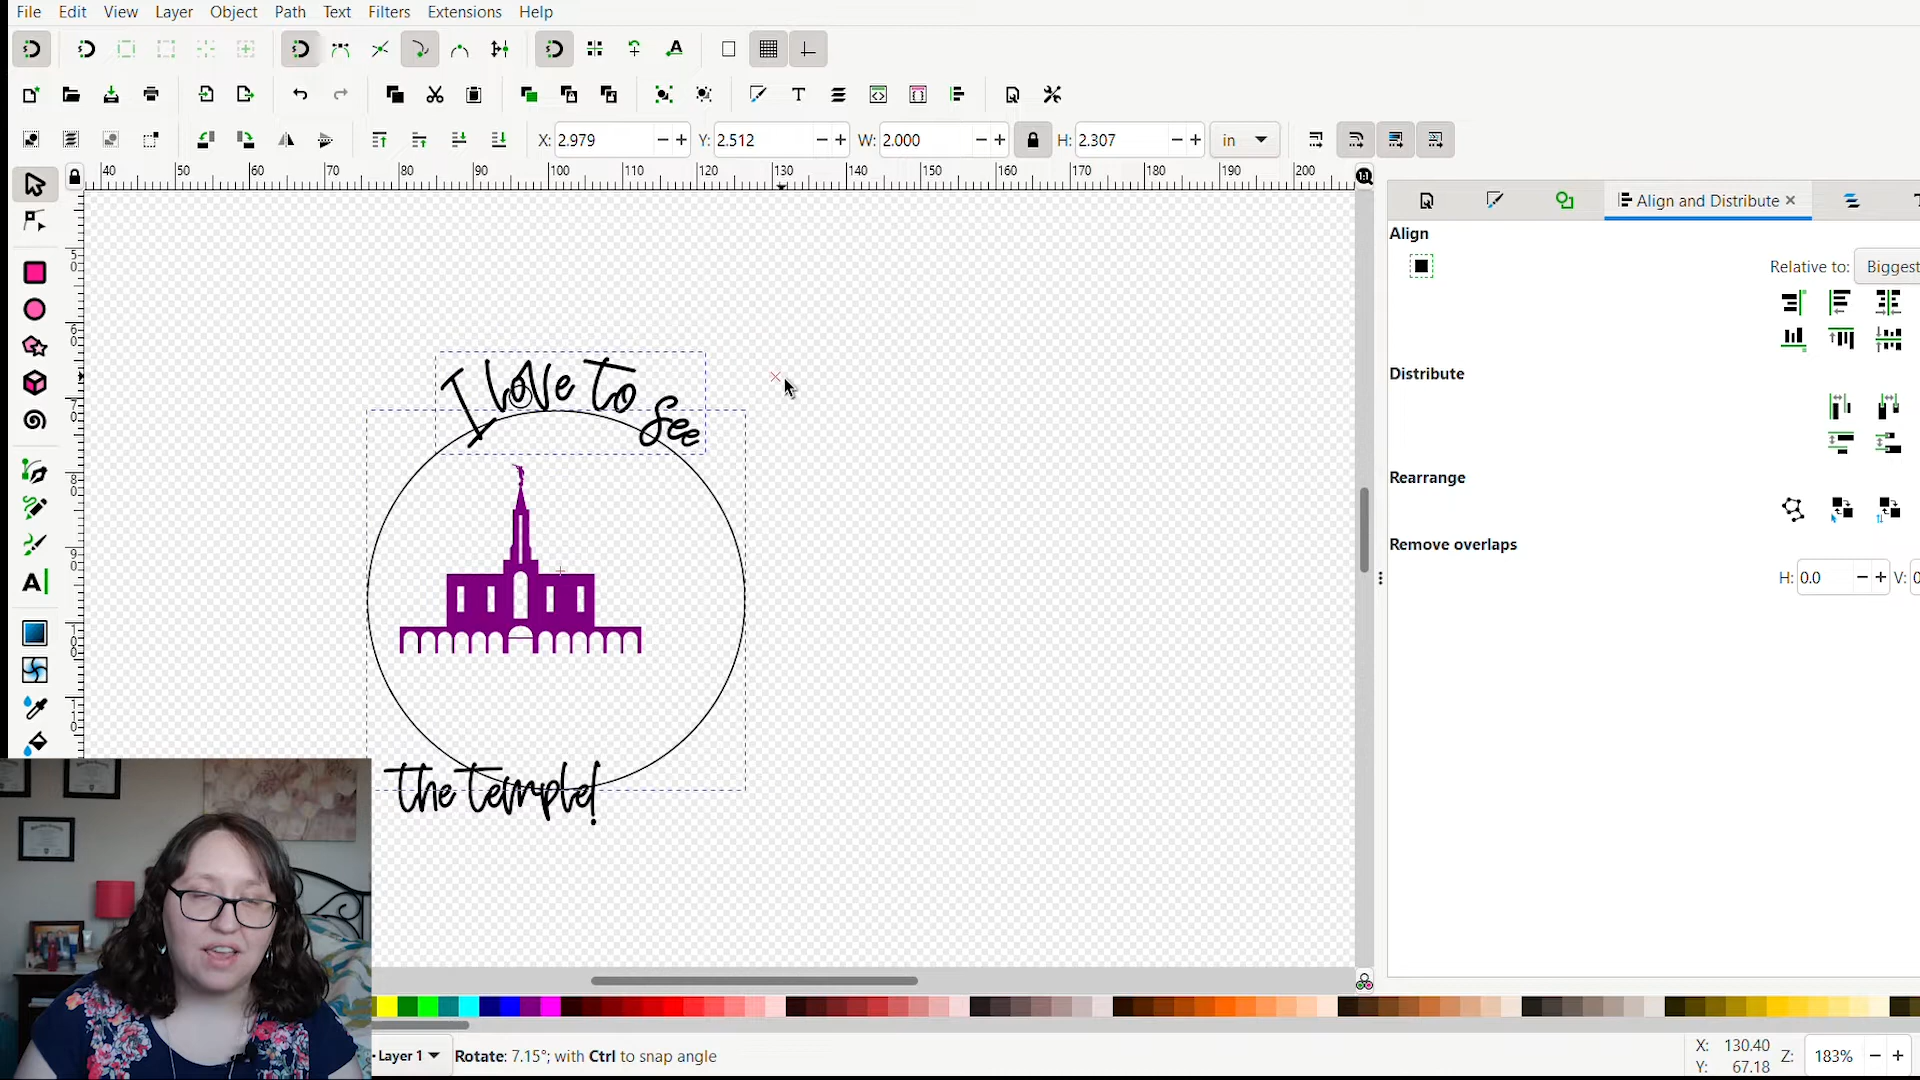 File Edit View Layer Object Path Text Filters Extensions Help
X: 2.979 Y: 2.512 W: 2.000 H: 2.307 in
40 50 60 70 80 90 100 110 120 130 140 150 160 170 180 190 200
Align and Distribute
Align
Relative to: Biggest
Distribute
Rearrange
Remove overlaps
H: 0.0 V: 0
I love to see
the temple!
Layer 1 Rotate: 7.15°; with Ctrl to snap angle
X: 130.40
Y: 67.18
Z: 183%